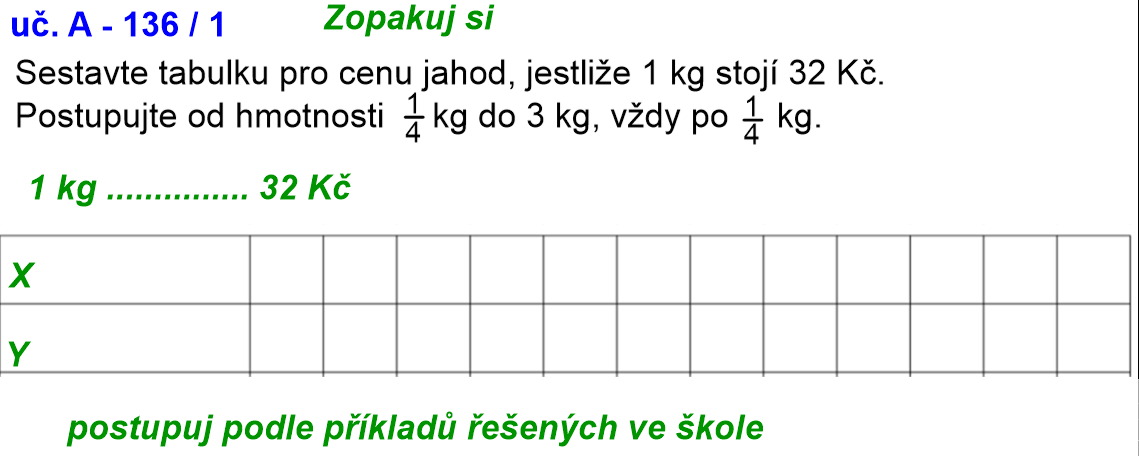 uč. A - 136 / 1 Zopakuj si
Sestavte tabulku pro cenu jahod, jestliže 1 kg stojí 32 Kč.
Postupujte od hmotnosti 1/4 kg do 3 kg, vždy po 1/4 kg.
1 kg ............... 32 Kč
X
Y
postupuj podle příkladů řešených ve škole